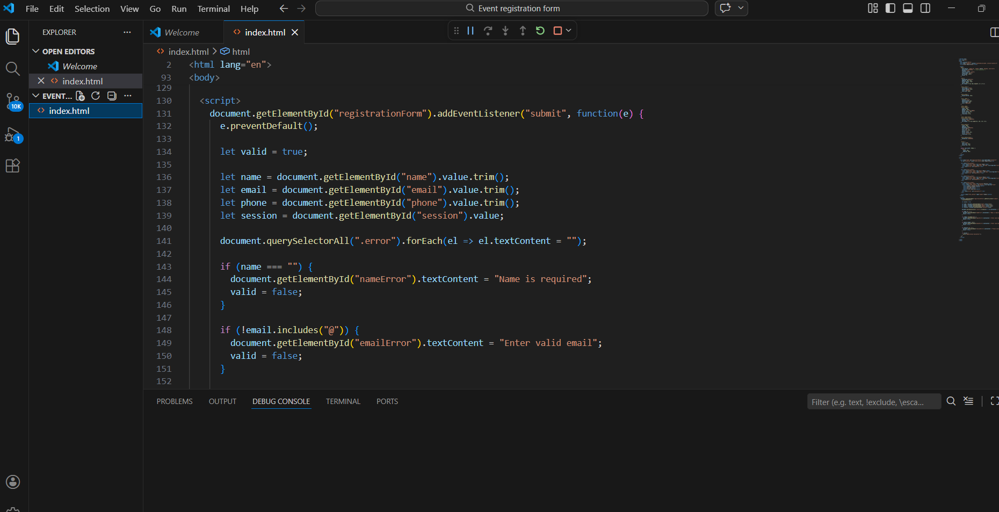 File Edit Selection View Go Run Terminal Help
Event registration form
EXPLORER
OPEN EDITORS
Welcome
index.html
EVENT...
index.html
10K
1
Welcome
index.html
index.html > html
2 <html lang="en">
93 <body>
129
130 <script>
131 document.getElementById("registrationForm").addEventListener("submit", function(e) {
132 e.preventDefault();
133
134 let valid = true;
135
136 let name = document.getElementById("name").value.trim();
137 let email = document.getElementById("email").value.trim();
138 let phone = document.getElementById("phone").value.trim();
139 let session = document.getElementById("session").value;
140
141 document.querySelectorAll(".error").forEach(el => el.textContent = "");
142
143 if (name === "") {
144 document.getElementById("nameError").textContent = "Name is required";
145 valid = false;
146 }
147
148 if (!email.includes("@")) {
149 document.getElementById("emailError").textContent = "Enter valid email";
150 valid = false;
151 }
152
PROBLEMS OUTPUT DEBUG CONSOLE TERMINAL PORTS
Filter (e.g. text, !exclude, \esca...